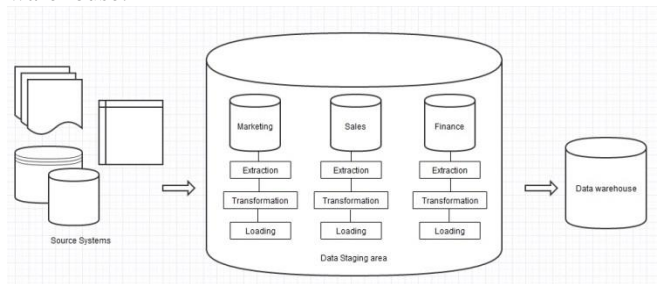 Marketing
Sales
Finance
Extraction
Extraction
Extraction
Transformation
Transformation
Transformation
Loading
Loading
Loading
Data warehouse
Source Systems
Data Staging area